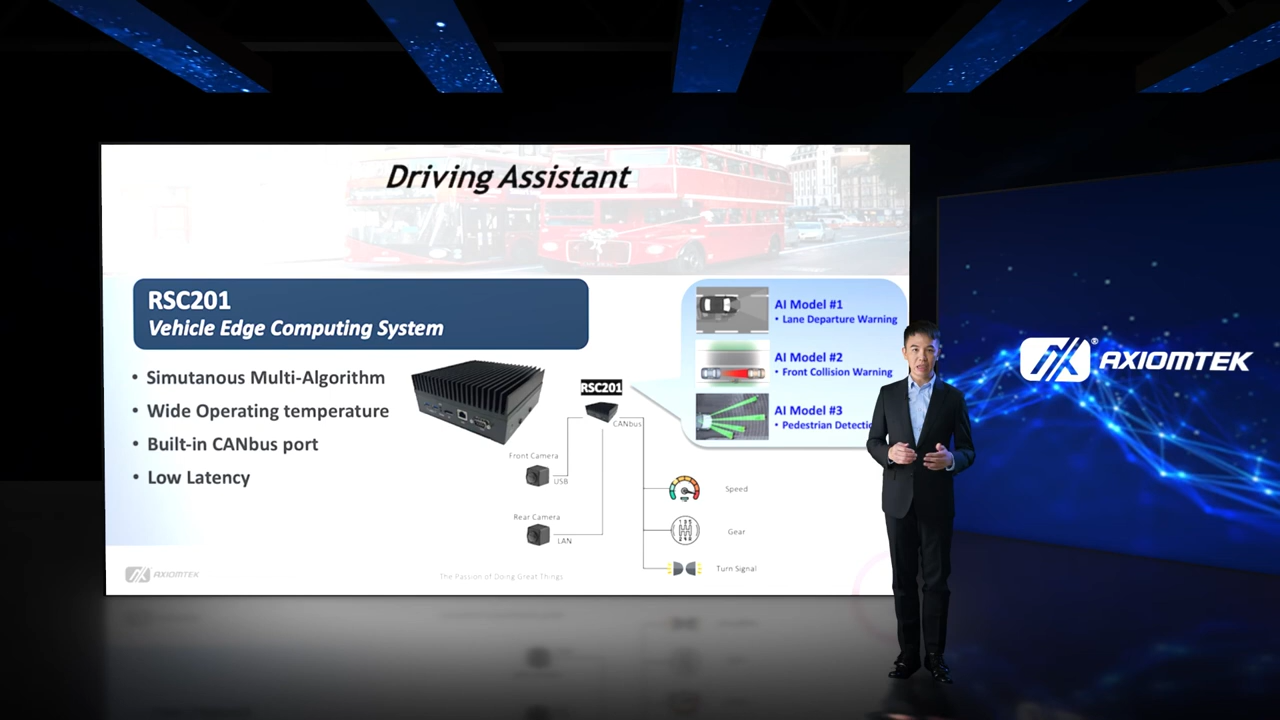 Driving Assistant
RSC201
Vehicle Edge Computing System
• Simutanous Multi-Algorithm
• Wide Operating temperature
• Built-in CANbus port
• Low Latency
RSC201
CANbus
Front Camera
USB
Rear Camera
LAN
Speed
Gear
Turn Signal
AI Model #1
• Lane Departure Warning
AI Model #2
• Front Collision Warning
AI Model #3
• Pedestrian Detectio
AXIOMTEK
The Passion of Doing Great Things
®
AXIOMTEK